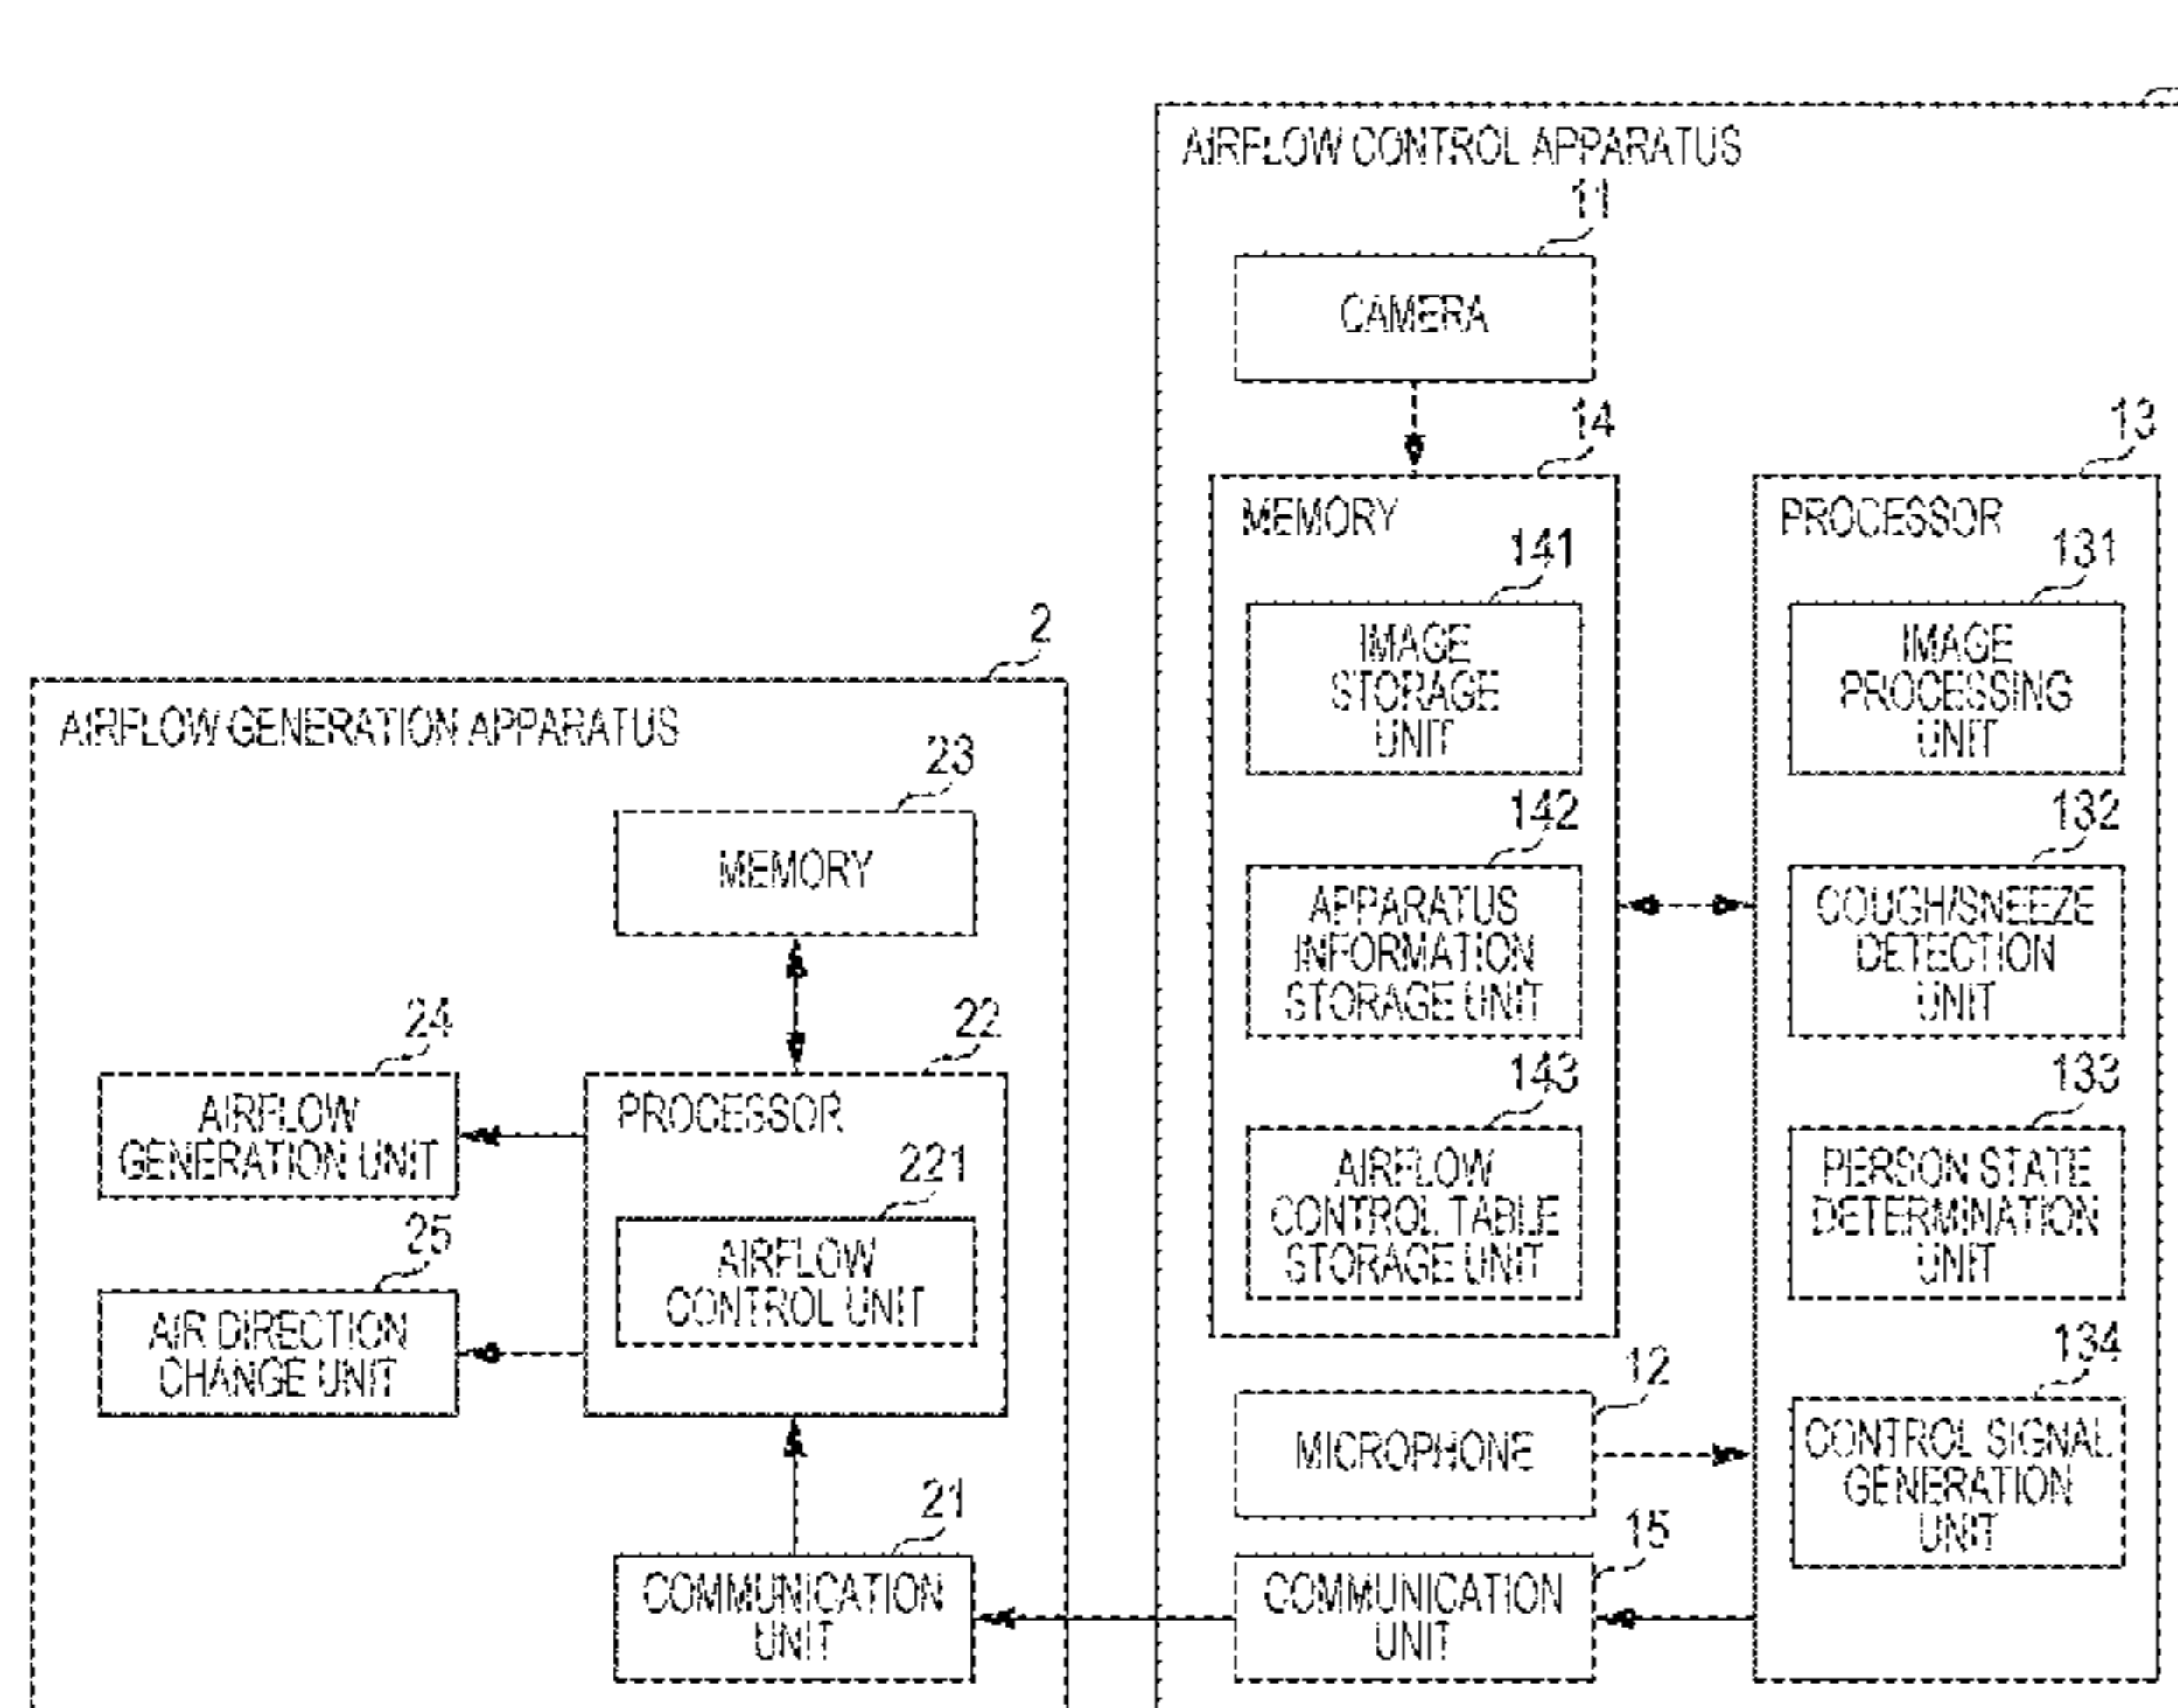 AIRFLOW CONTROL APPARATUS
11
CAMERA
14
MEMORY
141
IMAGE
STORAGE
UNIT
142
APPARATUS
INFORMATION
STORAGE UNIT
143
AIRFLOW
CONTROL TABLE
STORAGE UNIT
13
PROCESSOR
131
IMAGE
PROCESSING
UNIT
132
COUGH/SNEEZE
DETECTION
UNIT
133
PERSON STATE
DETERMINATION
UNIT
134
CONTROL SIGNAL
GENERATION
UNIT
12
MICROPHONE
15
COMMUNICATION
UNIT
2
AIRFLOW GENERATION APPARATUS
23
MEMORY
24
AIRFLOW
GENERATION UNIT
22
PROCESSOR
221
AIRFLOW
CONTROL UNIT
25
AIR DIRECTION
CHANGE UNIT
21
COMMUNICATION
UNIT